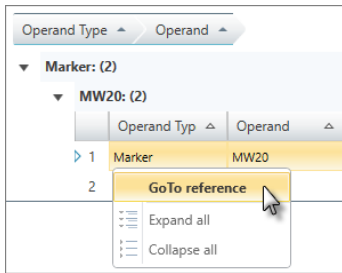 Operand Type Operand
Marker: (2)
MW20: (2)
Operand Typ Operand
1 Marker MW20
2
GoTo reference
Expand all
Collapse all